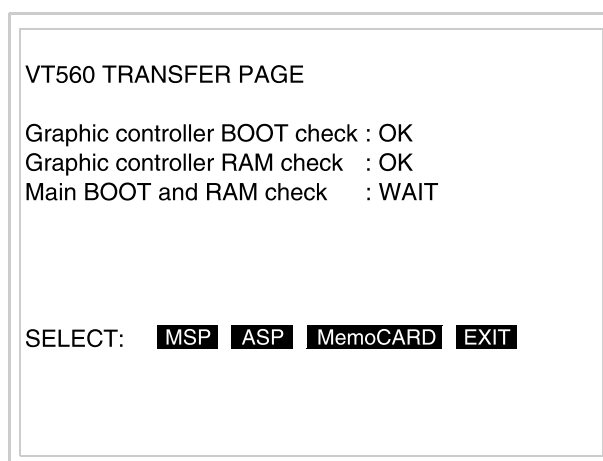 VT560 TRANSFER PAGE
Graphic controller BOOT check : OK
Graphic controller RAM check : OK
Main BOOT and RAM check : WAIT
SELECT: MSP ASP MemoCARD EXIT